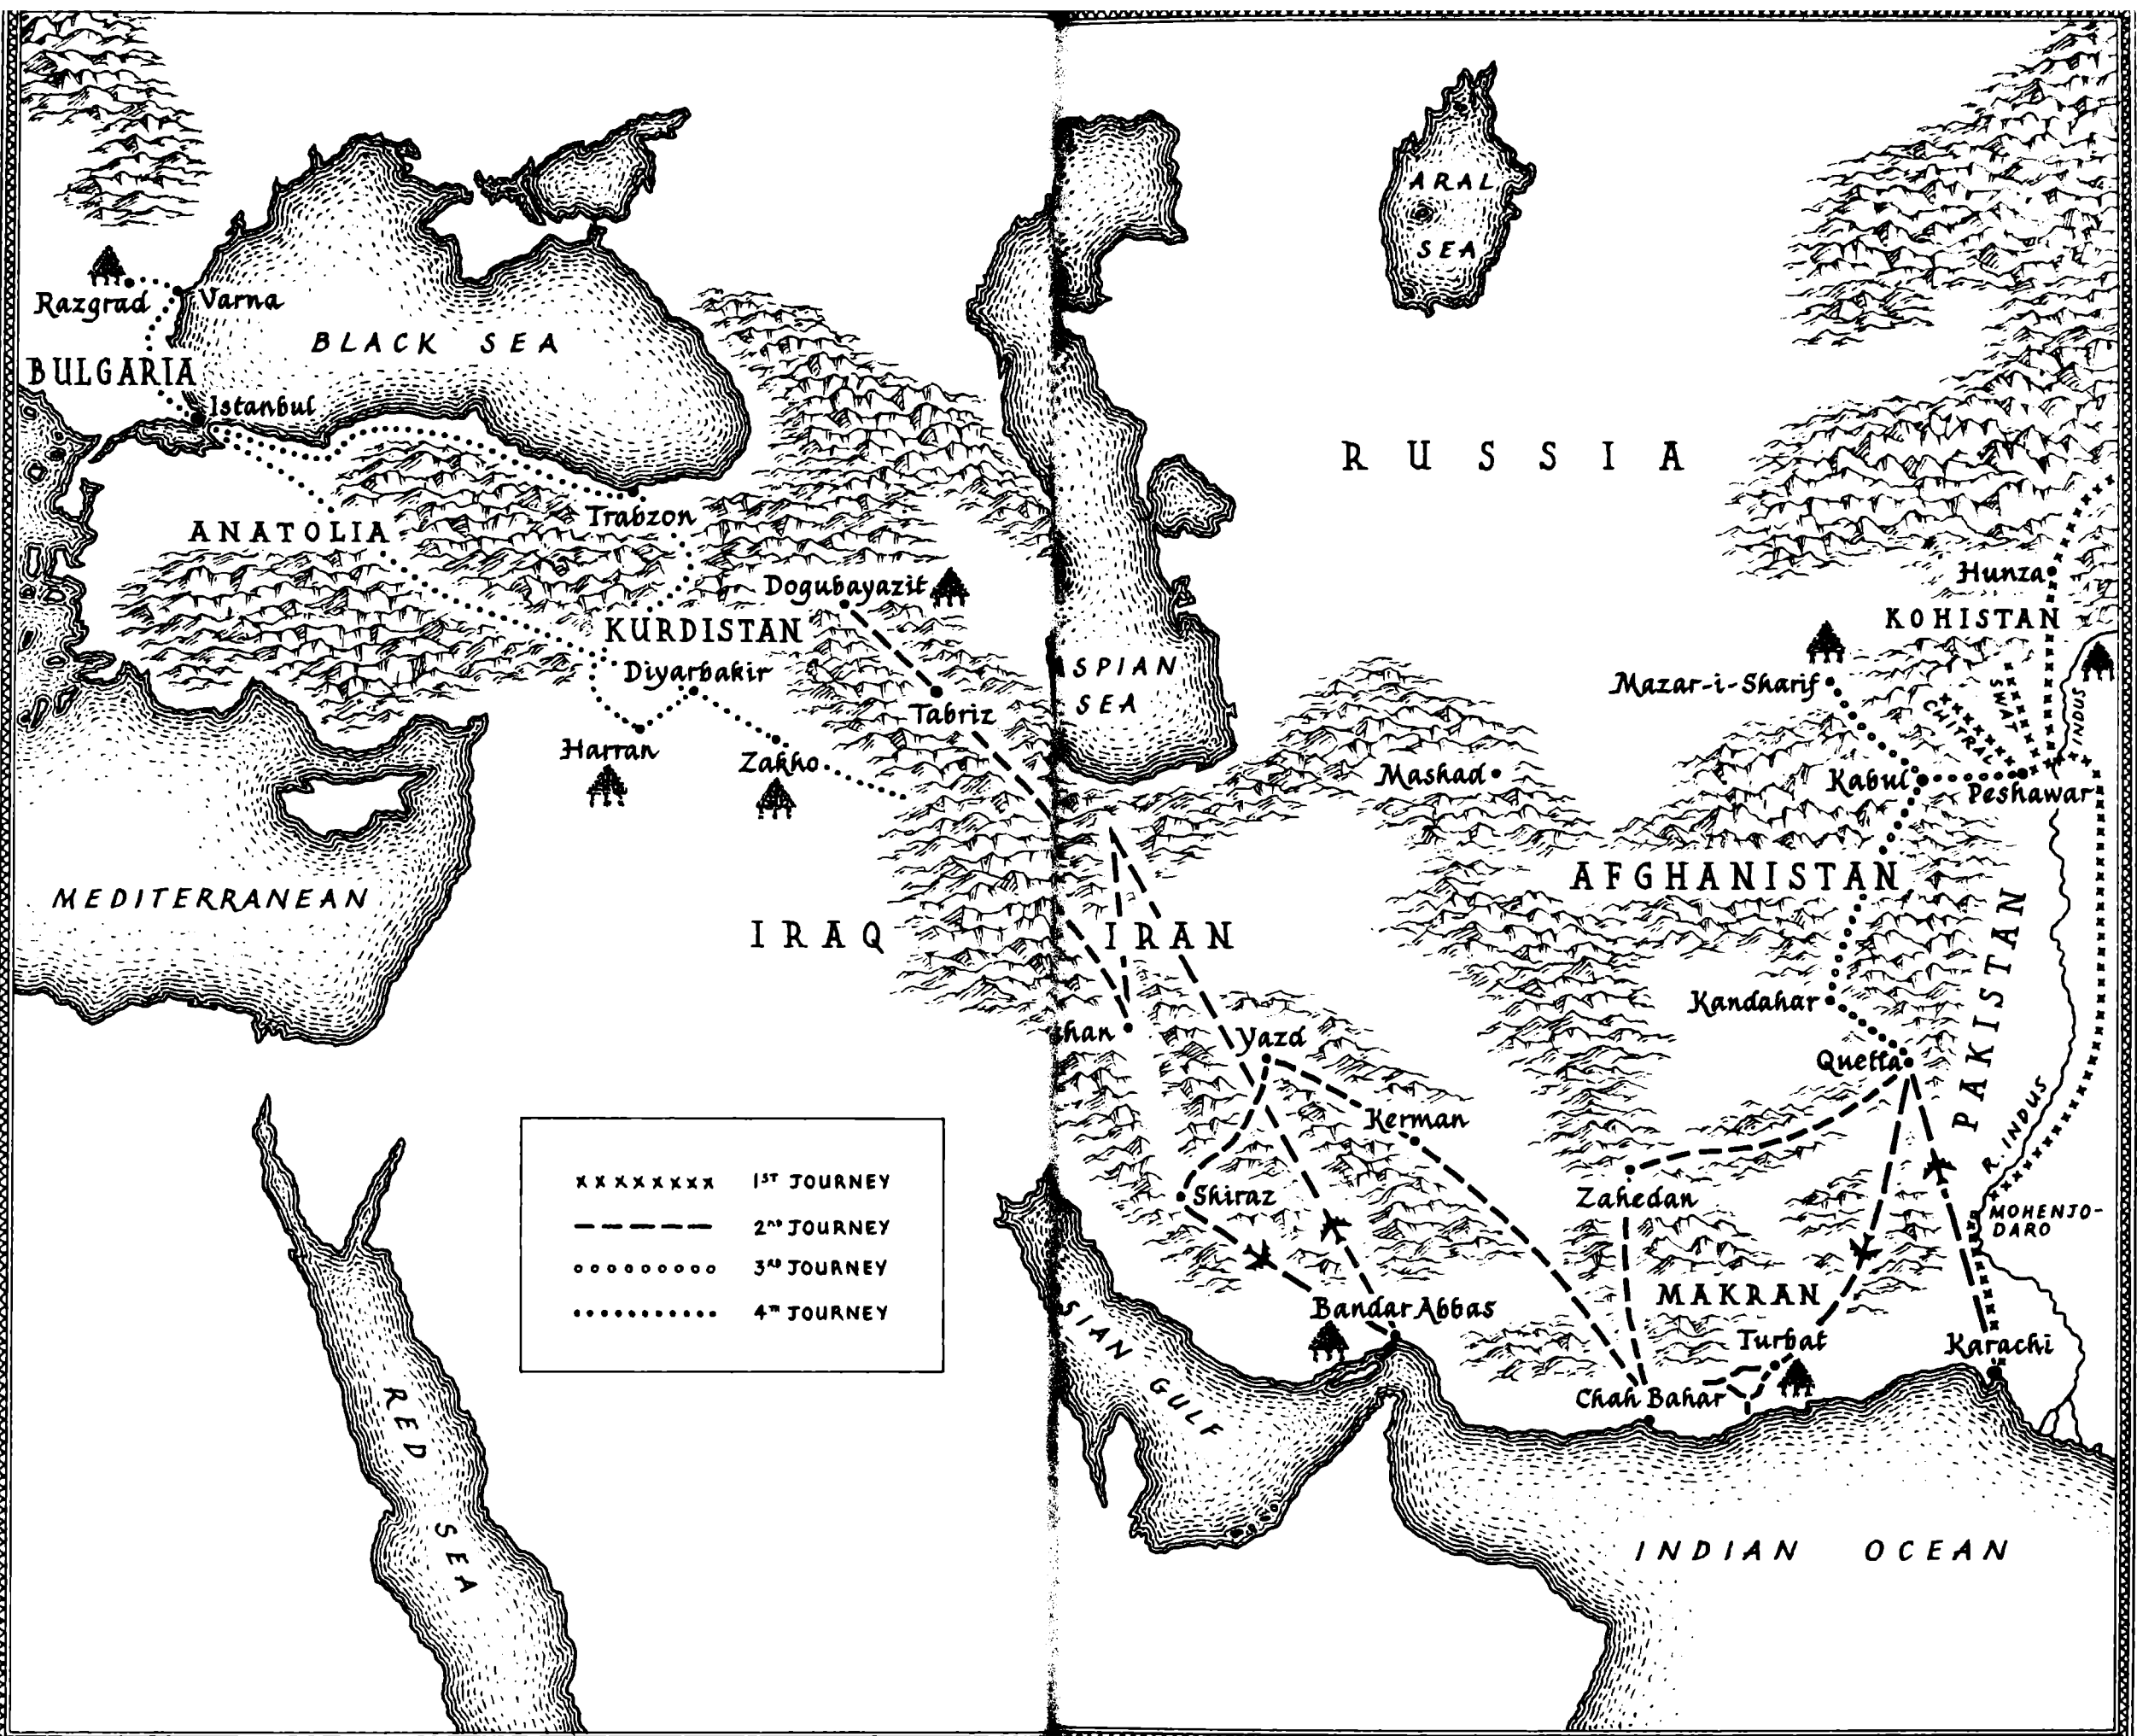 ARAL
SEA
Razgrad
Varna
BLACK SEA
BULGARIA
Istanbul
RUSSIA
Trabzon
ANATOLIA
Hunza
Dogubayazit
KOHISTAN
KURDISTAN
Diyarbakir
SPIAN
SEA
Mazar-i-Sharif
SWAT
CHITRAL
INDUS
Tabriz
Harran
Zakho
Mashad
Kabul
Peshawar
AFGHANISTAN
MEDITERRANEAN
IRAQ
IRAN
PAKISTAN
Kandahar
than
Yazd
Quetta
Kerman
R. INDUS
1ST JOURNEY
2ND JOURNEY
3RD JOURNEY
4TH JOURNEY
Shiraz
Zahedan
MOHENJO-
DARO
MAKRAN
Bandar Abbas
Turbat
Karachi
SIAN GULF
Chah Bahar
RED SEA
INDIAN OCEAN